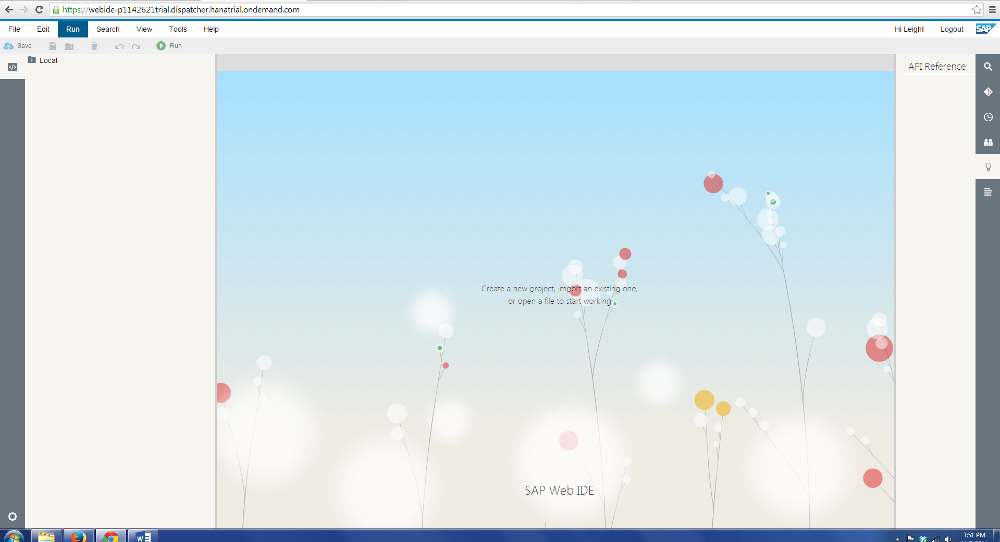 https://webide-p1142621trial.dispatcher.hanatrial.ondemand.com
File Edit Run Search View Tools Help Hi Leigh! Logout SAP
Save Run
Local
API Reference
Create a new project, import an existing one,
or open a file to start working
SAP Web IDE
3:51 PM